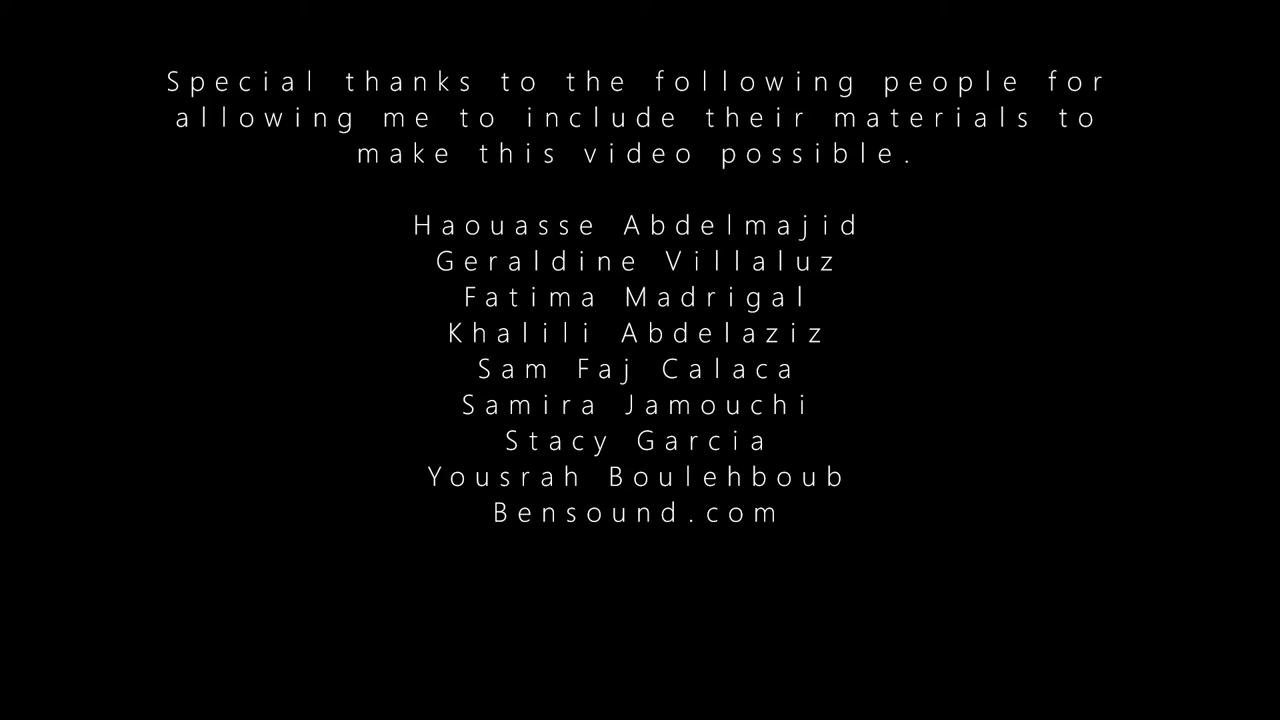 Special thanks to the following people for
allowing me to include their materials to
make this video possible.
Haouasse Abdelmajid
Geraldine Villaluz
Fatima Madrigal
Khalili Abdelaziz
Sam Faj Calaca
Samira Jamouchi
Stacy Garcia
Yousrah Boulehboub
Bensound.com